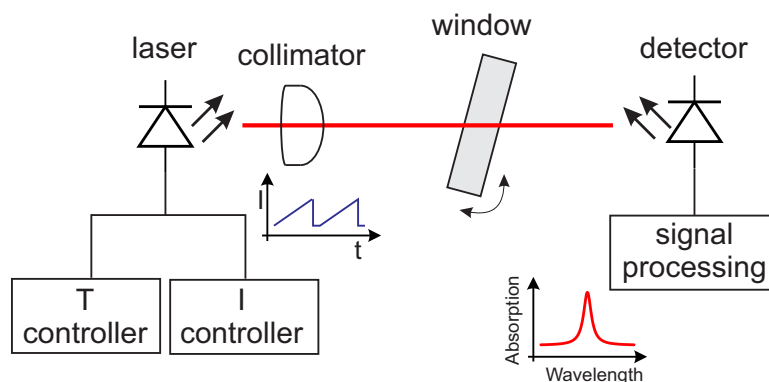 window
laser
collimator
detector
I
t
signal
processing
T
controller
I
controller
Absorption
Wavelength